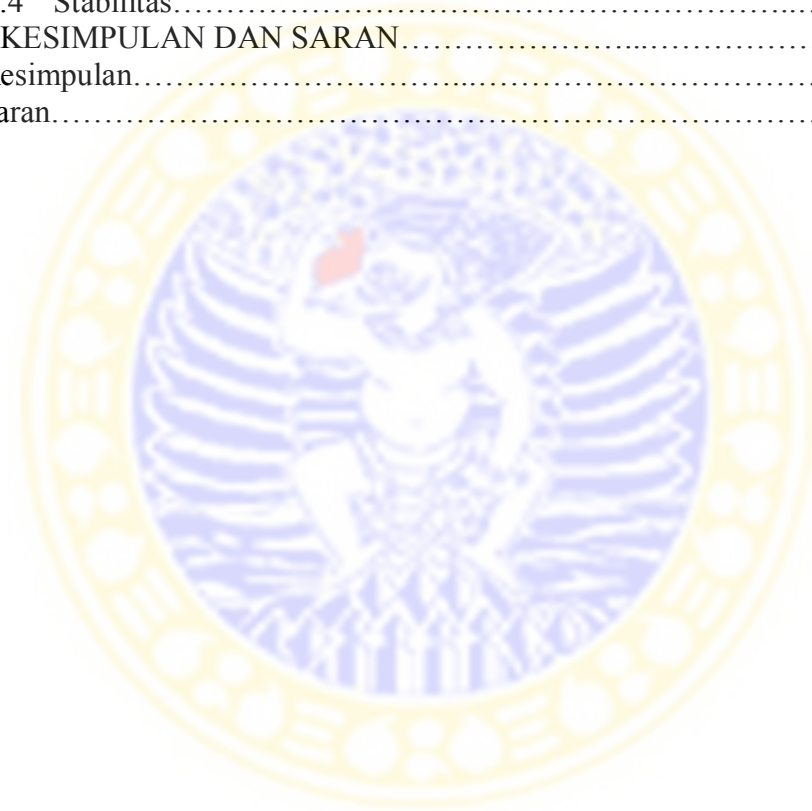 .4 Stabilitas……………………………………………………………...…
KESIMPULAN DAN SARAN……………………...………………
esimpulan…………………………………...……………………………
aran………………………………………………………………………